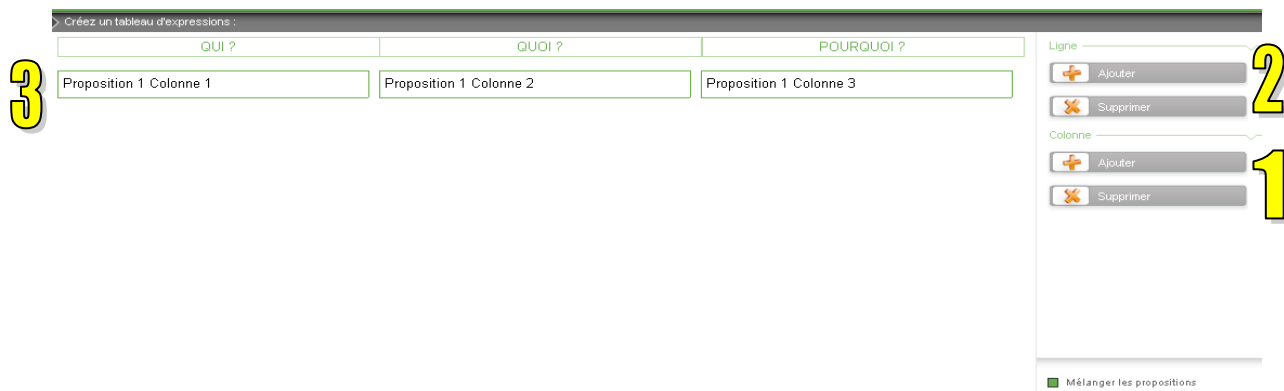 Créez un tableau d'expressions :
QUI ? QUOI ? POURQUOI ?
3 Proposition 1 Colonne 1 Proposition 1 Colonne 2 Proposition 1 Colonne 3
Ligne
Ajouter 2
Supprimer
Colonne
Ajouter 1
Supprimer
Mélanger les propositions